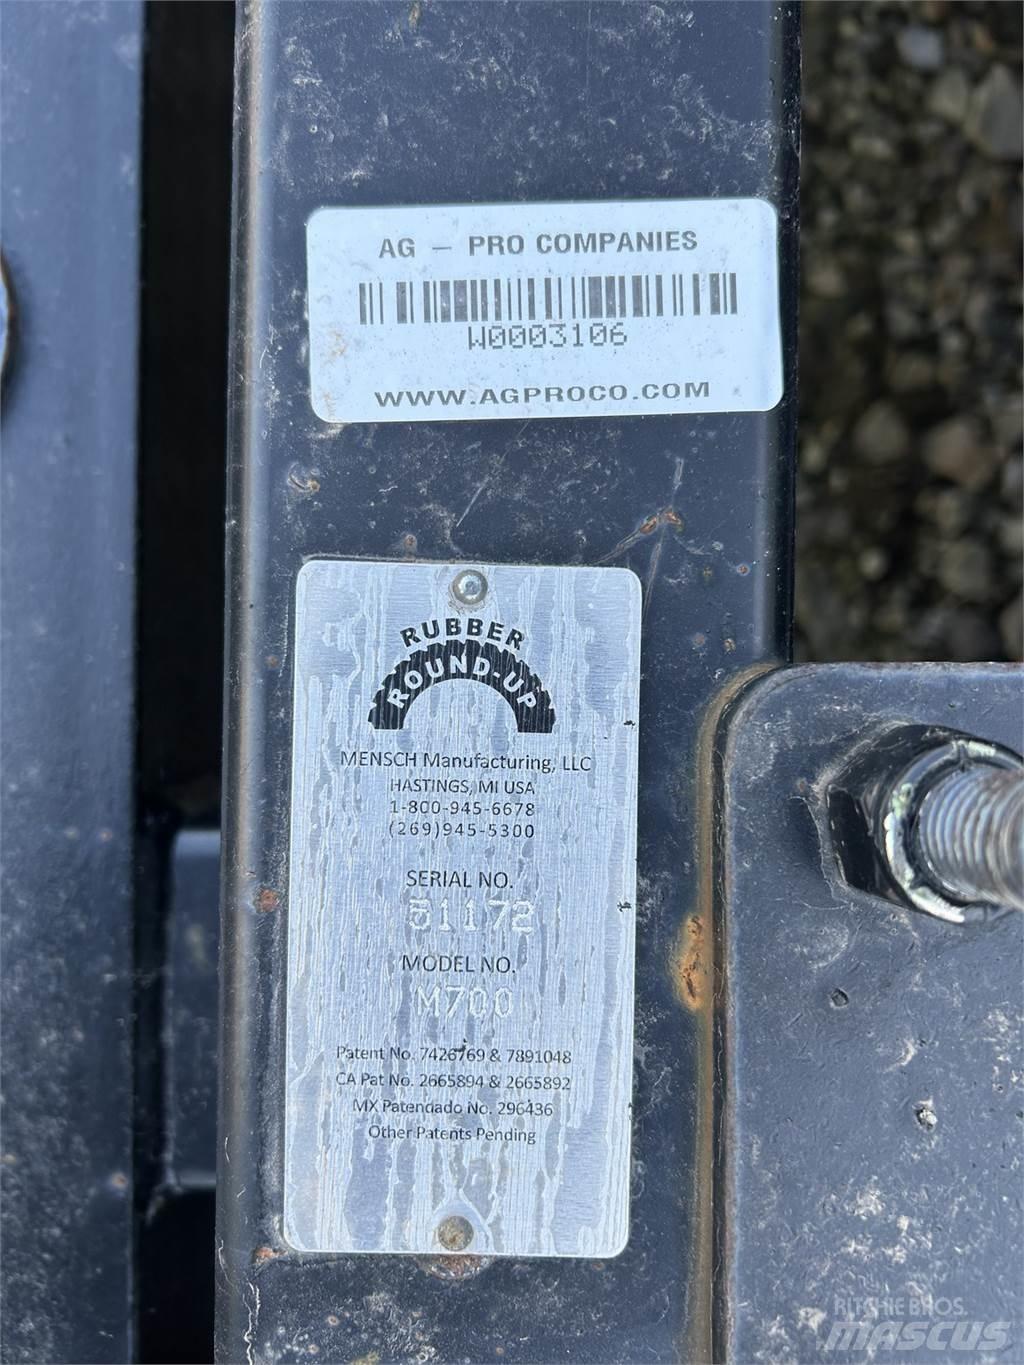 AG – PRO COMPANIES
W0003106
WWW.AGPROCO.COM
RUBBER
ROUND-UP
MENSCH Manufacturing, LLC
HASTINGS, MI USA
1-800-945-6678
(269)945-5300
SERIAL NO.
51172
MODEL NO.
M700
Patent No. 7426769 & 7891048
CA Pat No. 2665894 & 2665892
MX Patendado No. 296436
Other Patents Pending
RITCHIE BROS.
MASCUS